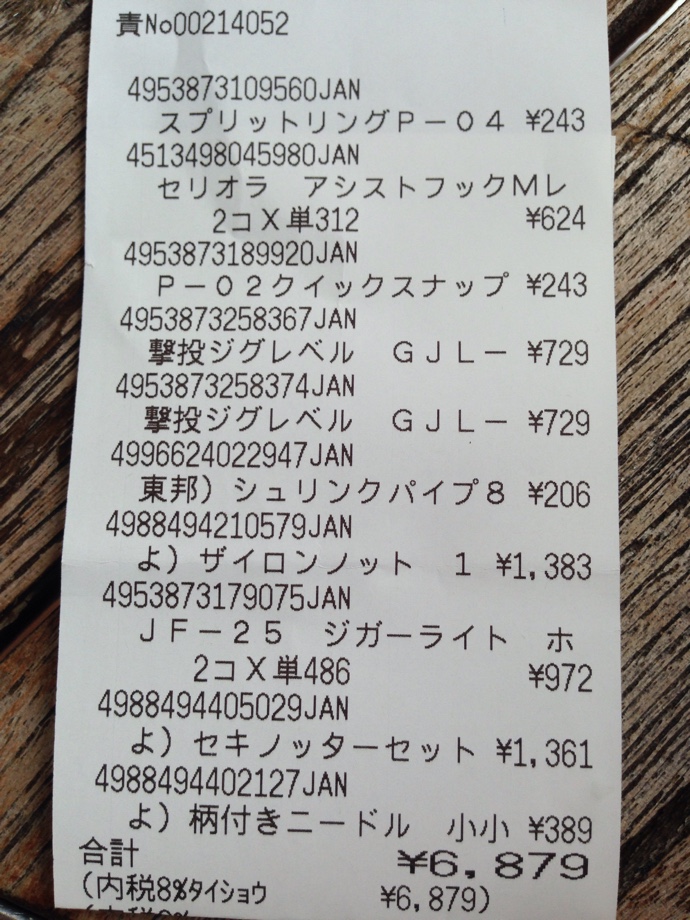 責No00214052
4953873109560JAN
スプリットリングP－０４ ¥243
4513498045980JAN
セリオラ　アシストフックMレ
2コX単312 ¥624
4953873189920JAN
P－０２クイックスナップ ¥243
4953873258367JAN
撃投ジグレベル　ＧＪＬ－ ¥729
4953873258374JAN
撃投ジグレベル　ＧＪＬ－ ¥729
4996624022947JAN
東邦）シュリンクパイプ８ ¥206
4988494210579JAN
よ）ザイロンノット　１ ¥1,383
4953873179075JAN
ＪＦ－２５　ジガーライト　ホ
2コX単486 ¥972
4988494405029JAN
よ）セキノッターセット ¥1,361
4988494402127JAN
よ）柄付きニードル　小小 ¥389
合計 ¥6,879
(内税8%ﾀｲｼｮｳ ¥6,879)